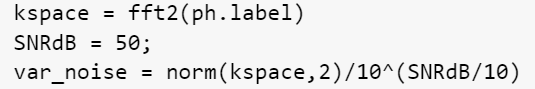 kspace = fft2(ph.label)
SNRdB = 50;
var_noise = norm(kspace,2)/10^(SNRdB/10)